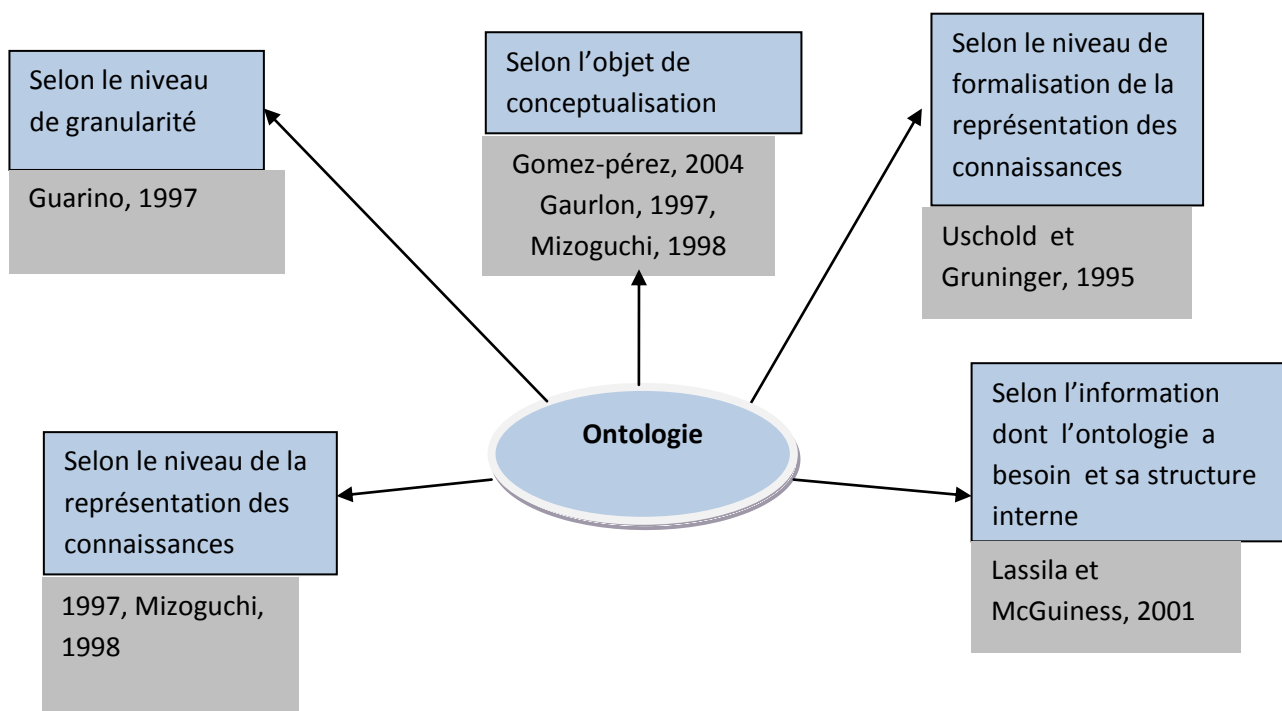 Selon le niveau
de granularité
Guarino, 1997
Selon l’objet de
conceptualisation
Gomez-pérez, 2004
Gaurlon, 1997,
Mizoguchi, 1998
Selon le niveau de
formalisation de la
représentation des
connaissances
Uschold et
Gruninger, 1995
Ontologie
Selon le niveau de la
représentation des
connaissances
1997, Mizoguchi,
1998
Selon l’information
dont l’ontologie a
besoin et sa structure
interne
Lassila et
McGuiness, 2001